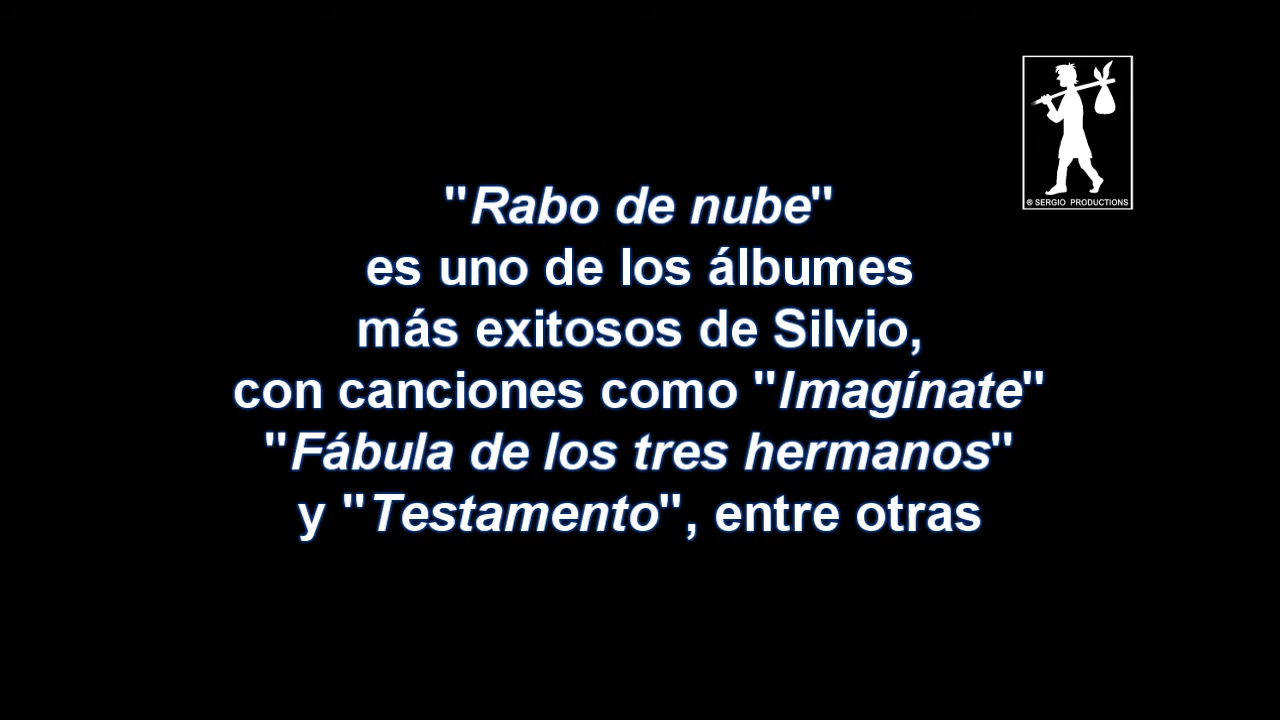 "Rabo de nube"
es uno de los álbumes
más exitosos de Silvio,
con canciones como "Imagínate"
"Fábula de los tres hermanos"
y "Testamento", entre otras
® SERGIO PRODUCTIONS